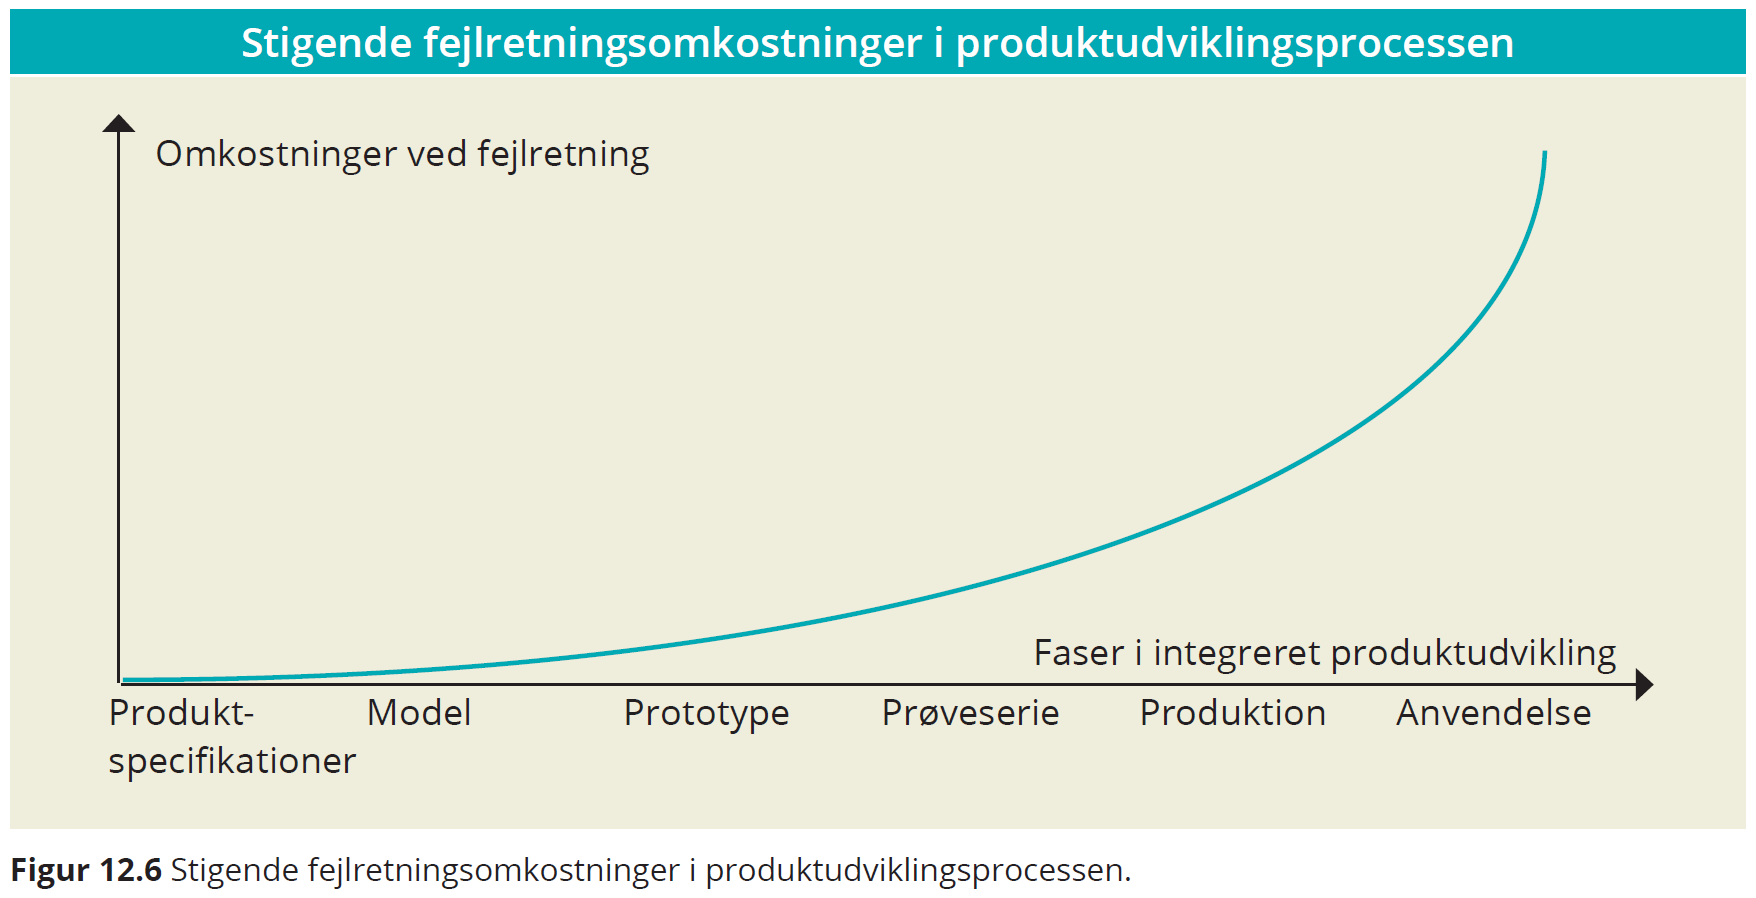 Stigende fejlretningsomkostninger i produktudviklingsprocessen
Omkostninger ved fejlretning
Faser i integreret produktudvikling
Produkt-
specifikationer
Model
Prototype
Prøveserie
Produktion
Anvendelse
Figur 12.6 Stigende fejlretningsomkostninger i produktudviklingsprocessen.